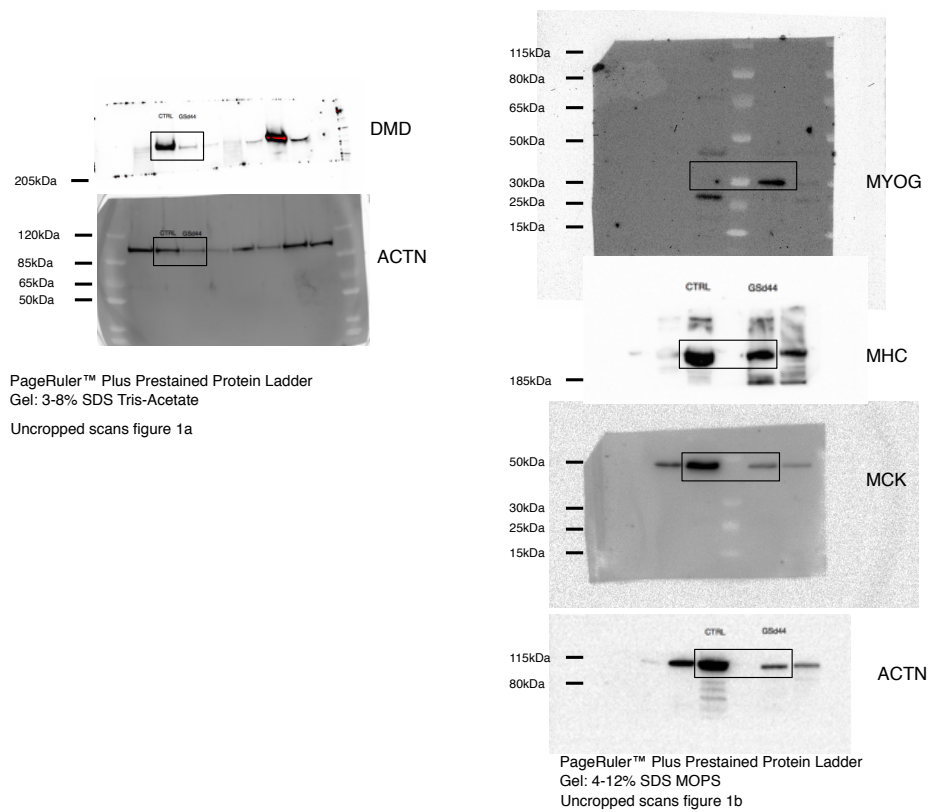 CTRL GSd44
DMD
205kDa
CTRL GSd44
120kDa
ACTN
85kDa
65kDa
50kDa
PageRuler™ Plus Prestained Protein Ladder
Gel: 3-8% SDS Tris-Acetate
Uncropped scans figure 1a
115kDa
80kDa
65kDa
50kDa
30kDa
MYOG
25kDa
15kDa
CTRL GSd44
MHC
185kDa
50kDa
MCK
30kDa
25kDa
15kDa
CTRL GSd44
115kDa
ACTN
80kDa
PageRuler™ Plus Prestained Protein Ladder
Gel: 4-12% SDS MOPS
Uncropped scans figure 1b